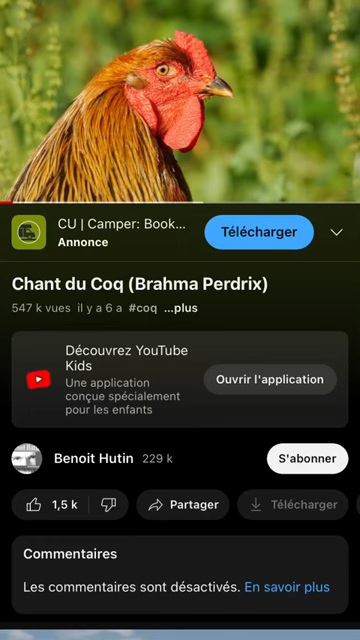 CU | Camper: Book...
Annonce
Télécharger
Chant du Coq (Brahma Perdrix)
547 k vues il y a 6 a #coq ...plus
Découvrez YouTube
Kids
Une application
conçue spécialement
pour les enfants
Ouvrir l'application
Benoit Hutin 229 k
S'abonner
1,5 k
Partager
Télécharger
Commentaires
Les commentaires sont désactivés. En savoir plus